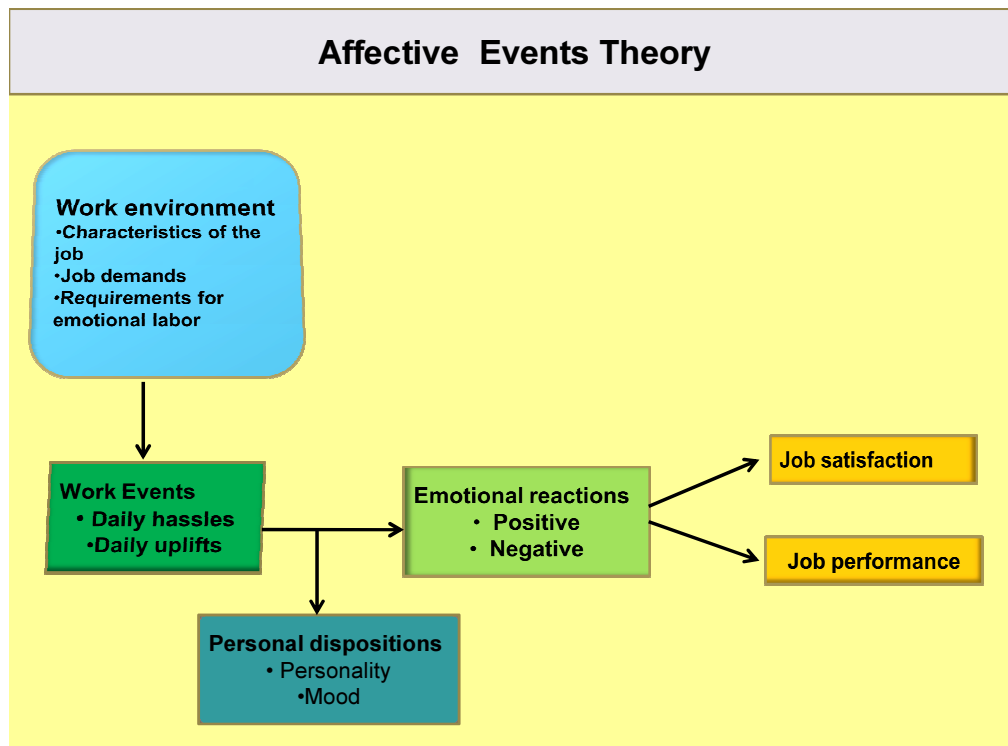 Affective Events Theory
Work environment
•Characteristics of the
job
•Job demands
•Requirements for
emotional labor
Work Events
• Daily hassles
•Daily uplifts
Emotional reactions
• Positive
• Negative
Job satisfaction
Job performance
Personal dispositions
• Personality
•Mood